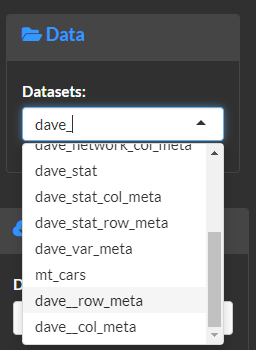 Data
Datasets:
dave_
dave_network_col_meta
dave_stat
dave_stat_col_meta
dave_stat_row_meta
dave_var_meta
mt_cars
dave__row_meta
dave__col_meta
D